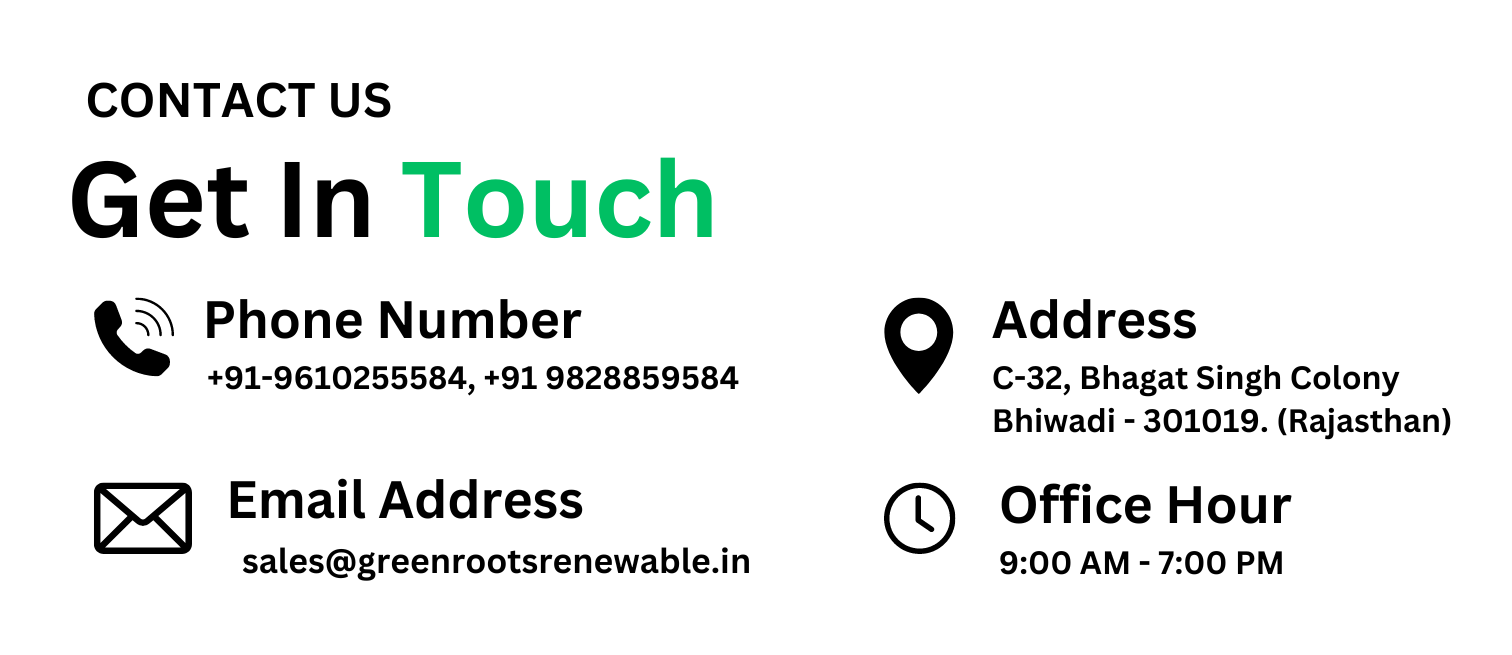 CONTACT US
Get In Touch
Phone Number
+91-9610255584, +91 9828859584
Address
C-32, Bhagat Singh Colony
Bhiwadi - 301019. (Rajasthan)
Email Address
sales@greenrootsrenewable.in
Office Hour
9:00 AM - 7:00 PM